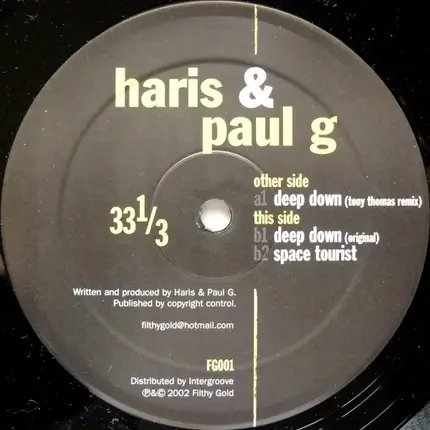 haris &
paul g
other side
a1 deep down (tony thomas remix)
this side
b1 deep down (original)
b2 space tourist
33 1/3
Written and produced by Haris & Paul G.
Published by copyright control.
filthygold@hotmail.com
FG001
Distributed by Intergroove
℗&© 2002 Filthy Gold